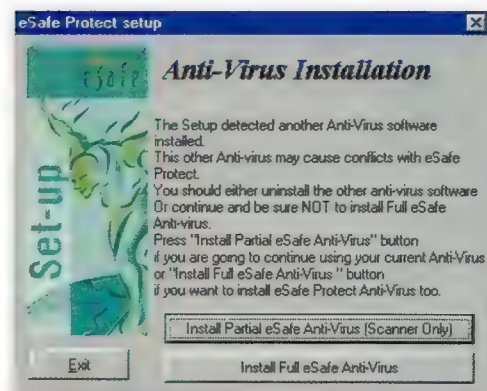 eSafe Protect setup
eSafe
Set-up
Anti-Virus Installation
The Setup detected another Anti-Virus software
installed.
This other Anti-virus may cause conflicts with eSafe
Protect.
You should either uninstall the other anti-virus software
Or continue and be sure NOT to install Full eSafe
Anti-virus.
Press "Install Partial eSafe Anti-Virus" button
if you are going to continue using your current Anti-Virus
or "Install Full eSafe Anti-Virus " button
if you want to install eSafe Protect Anti-Virus too.
Install Partial eSafe Anti-Virus (Scanner Only)
Exit
Install Full eSafe Anti-Virus